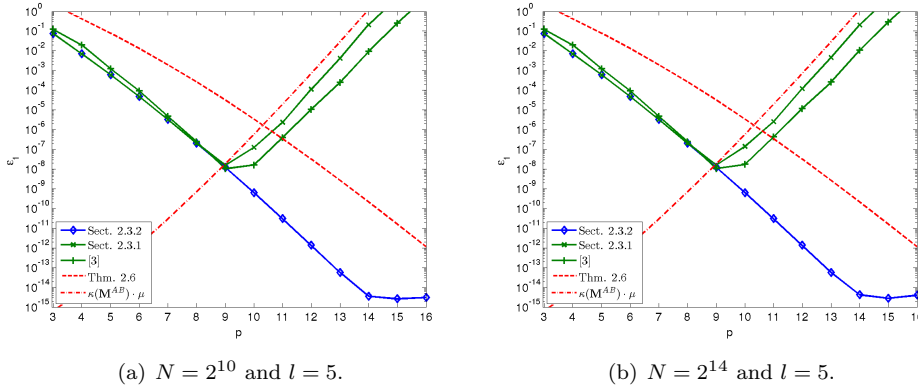 10^0
10^-1
10^-2
10^-3
10^-4
10^-5
10^-6
10^-7
10^-8
10^-9
10^-10
10^-11
10^-12
10^-13
10^-14
10^-15
ε_f
Sect. 2.3.2
Sect. 2.3.1
[3]
Thm. 2.6
κ(M^{AB}) · μ
3 4 5 6 7 8 9 10 11 12 13 14 15 16
p
(a) N = 2^10 and l = 5.
10^0
10^-1
10^-2
10^-3
10^-4
10^-5
10^-6
10^-7
10^-8
10^-9
10^-10
10^-11
10^-12
10^-13
10^-14
10^-15
ε_f
Sect. 2.3.2
Sect. 2.3.1
[3]
Thm. 2.6
κ(M^{AB}) · μ
3 4 5 6 7 8 9 10 11 12 13 14 15 16
p
(b) N = 2^14 and l = 5.